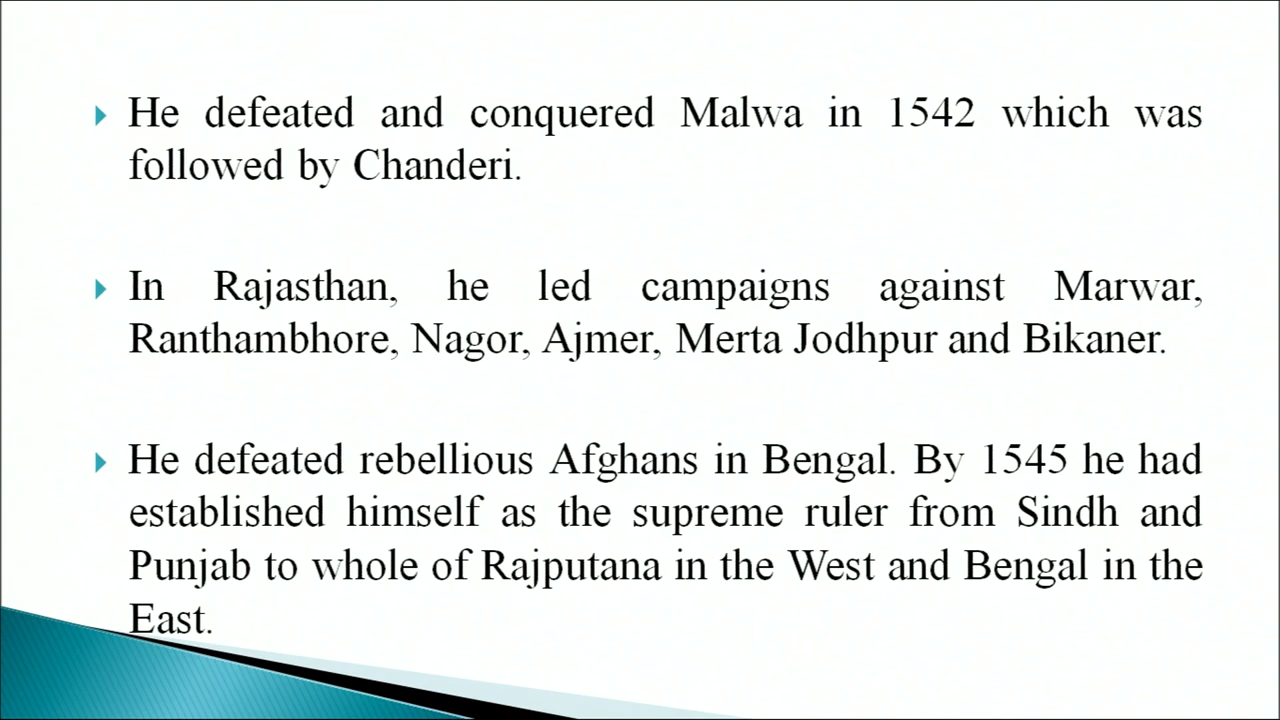 He defeated and conquered Malwa in 1542 which was
followed by Chanderi.
In Rajasthan, he led campaigns against Marwar,
Ranthambhore, Nagor, Ajmer, Merta Jodhpur and Bikaner.
He defeated rebellious Afghans in Bengal. By 1545 he had
established himself as the supreme ruler from Sindh and
Punjab to whole of Rajputana in the West and Bengal in the
East.